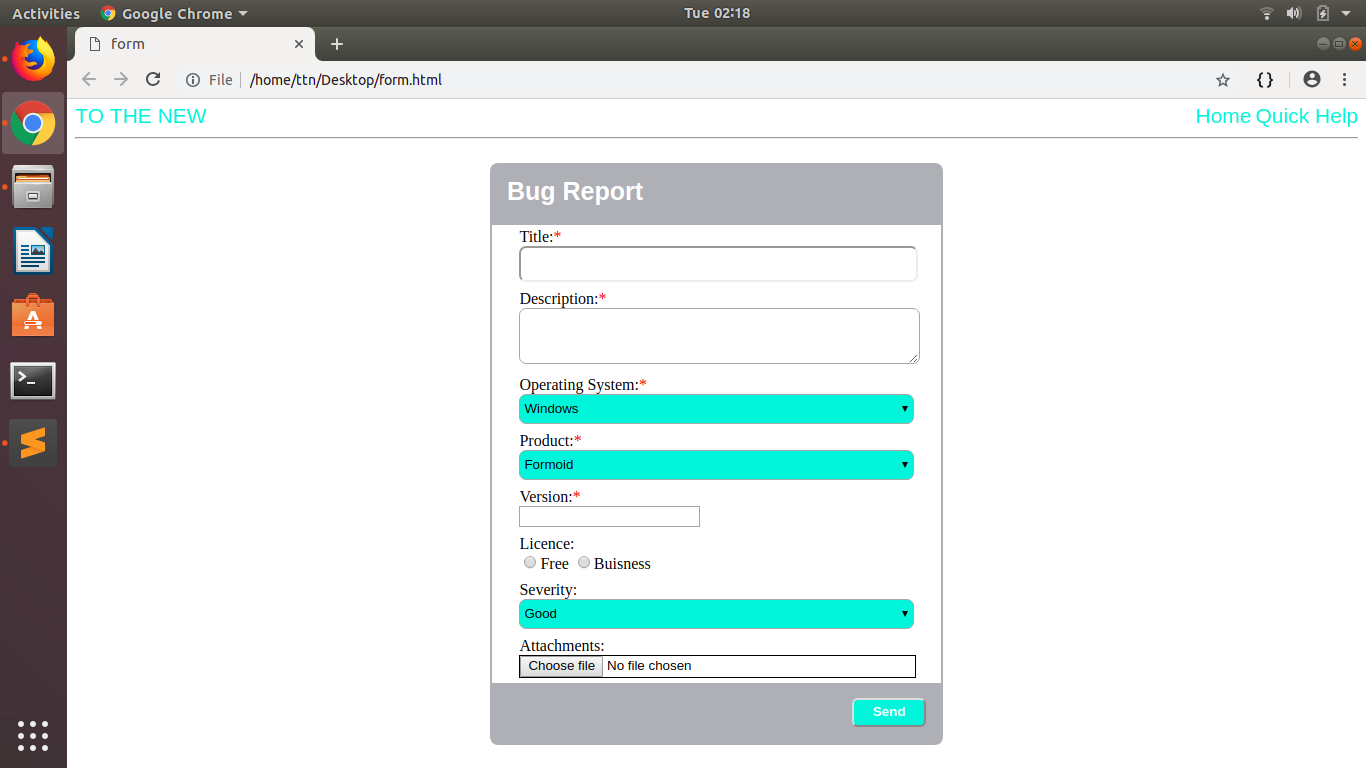 Activities Google Chrome Tue 02:18
form
File /home/ttn/Desktop/form.html
TO THE NEW Home Quick Help
Bug Report
Title:*
Description:*
Operating System:*
Windows
Product:*
Formoid
Version:*
Licence:
Free Buisness
Severity:
Good
Attachments:
Choose file No file chosen
Send